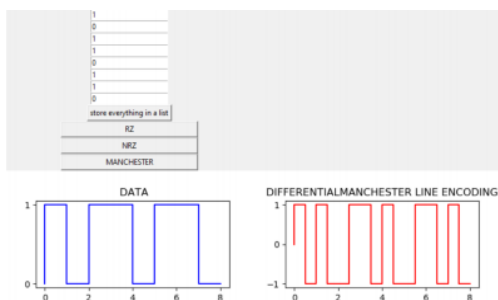 1
0
1
1
0
1
1
0
store everything in a list
RZ
NRZ
MANCHESTER
DATA
1
0
0 2 4 6 8
DIFFERENTIALMANCHESTER LINE ENCODING
1
0
−1
0 2 4 6 8